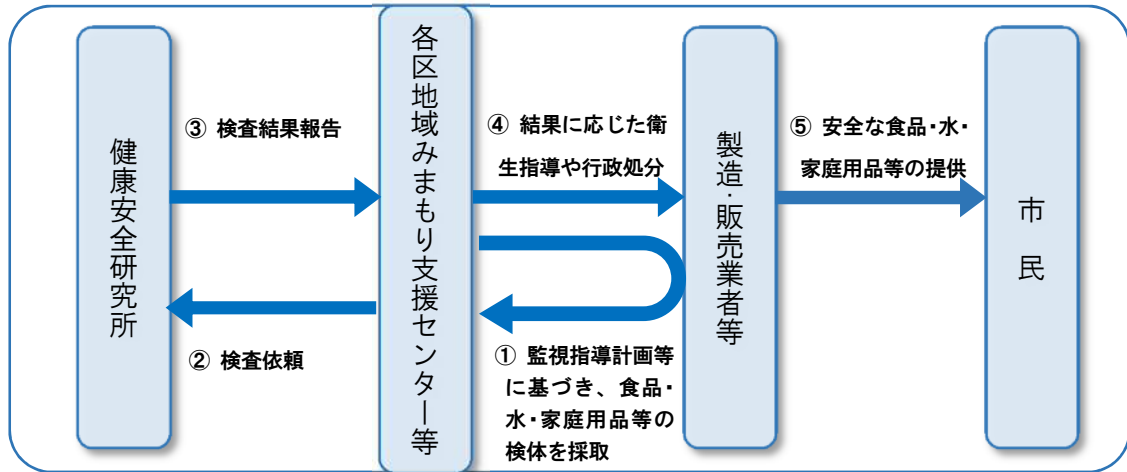 健康安全研究所
③ 検査結果報告
② 検査依頼
各区地域みまもり支援センター等
④ 結果に応じた衛
生指導や行政処分
① 監視指導計画等
に基づき、食品・
水・家庭用品等の
検体を採取
製造・販売業者等
⑤ 安全な食品・水・
家庭用品等の提供
市民